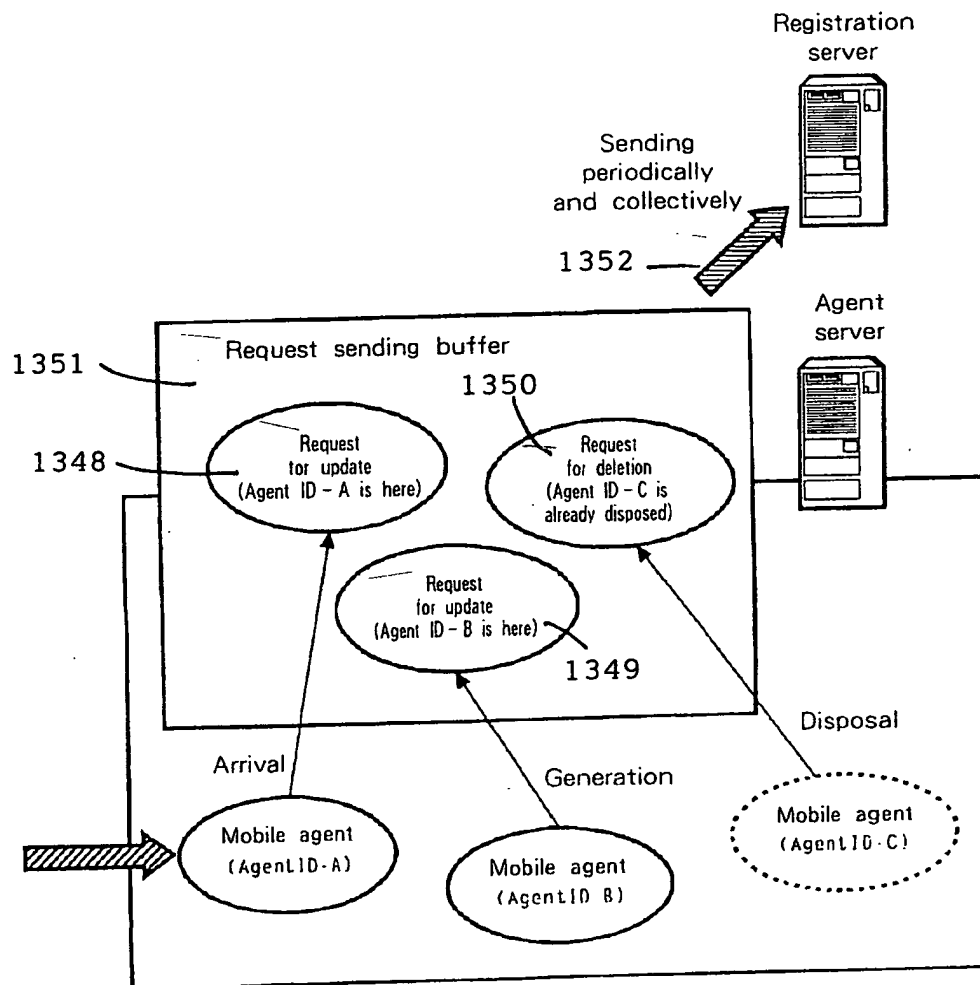 Registration
server
Sending
periodically
and collectively
1352
Agent
server
Request sending buffer
1351
1350
Request
for update
(Agent ID-A is here)
1348
Request
for deletion
(Agent ID-C is
already disposed)
Request
for update
(Agent ID-B is here)
1349
Disposal
Arrival
Generation
Mobile agent
(AgentID-A)
Mobile agent
(AgentID B)
Mobile agent
(AgentID-C)